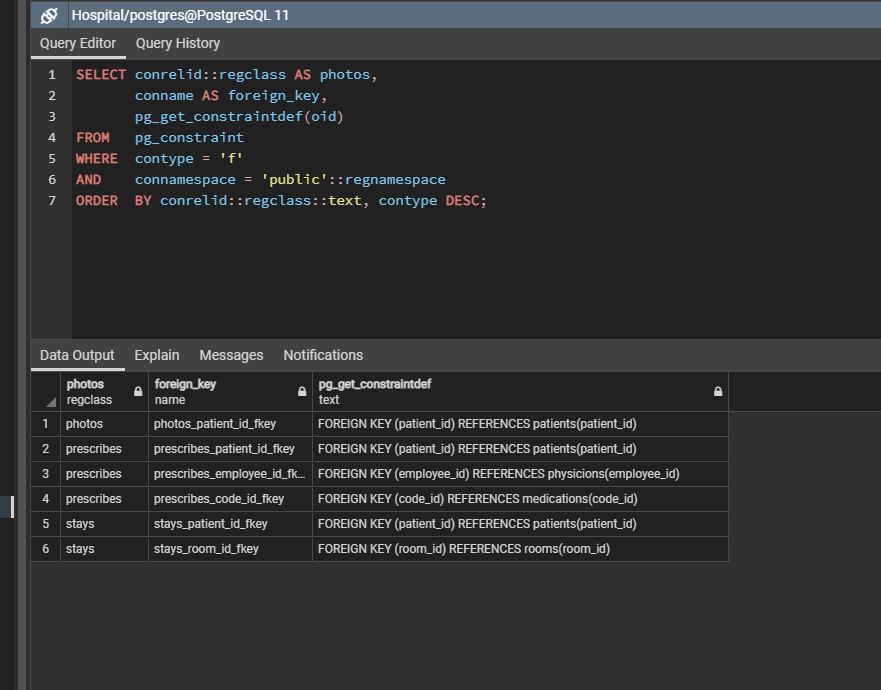 Hospital/postgres@PostgreSQL 11
Query Editor Query History
1 SELECT conrelid::regclass AS photos,
2 conname AS foreign_key,
3 pg_get_constraintdef(oid)
4 FROM pg_constraint
5 WHERE contype = 'f'
6 AND connamespace = 'public'::regnamespace
7 ORDER BY conrelid::regclass::text, contype DESC;
Data Output Explain Messages Notifications
photos foreign_key pg_get_constraintdef
regclass name text
1 photos photos_patient_id_fkey FOREIGN KEY (patient_id) REFERENCES patients(patient_id)
2 prescribes prescribes_patient_id_fkey FOREIGN KEY (patient_id) REFERENCES patients(patient_id)
3 prescribes prescribes_employee_id_fk... FOREIGN KEY (employee_id) REFERENCES physicions(employee_id)
4 prescribes prescribes_code_id_fkey FOREIGN KEY (code_id) REFERENCES medications(code_id)
5 stays stays_patient_id_fkey FOREIGN KEY (patient_id) REFERENCES patients(patient_id)
6 stays stays_room_id_fkey FOREIGN KEY (room_id) REFERENCES rooms(room_id)